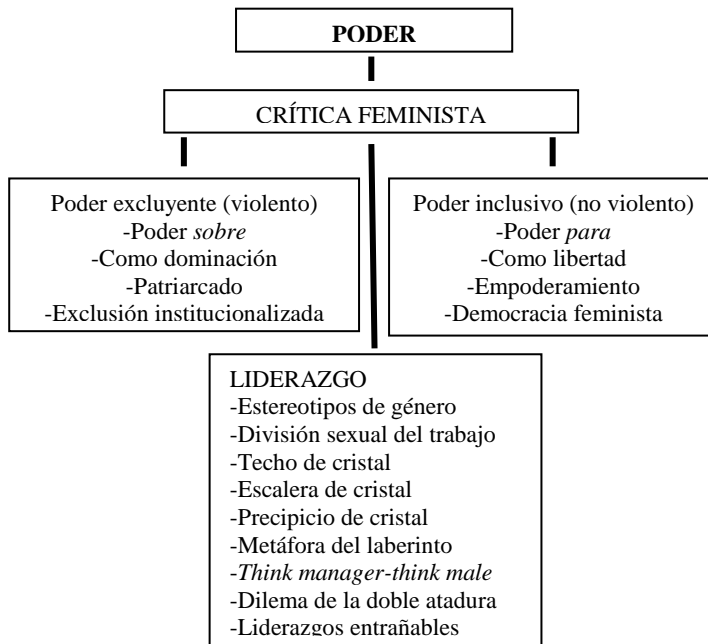 PODER
CRÍTICA FEMINISTA
Poder excluyente (violento)
-Poder sobre
-Como dominación
-Patriarcado
-Exclusión institucionalizada
Poder inclusivo (no violento)
-Poder para
-Como libertad
-Empoderamiento
-Democracia feminista
LIDERAZGO
-Estereotipos de género
-División sexual del trabajo
-Techo de cristal
-Escalera de cristal
-Precipicio de cristal
-Metáfora del laberinto
-Think manager-think male
-Dilema de la doble atadura
-Liderazgos entrañables